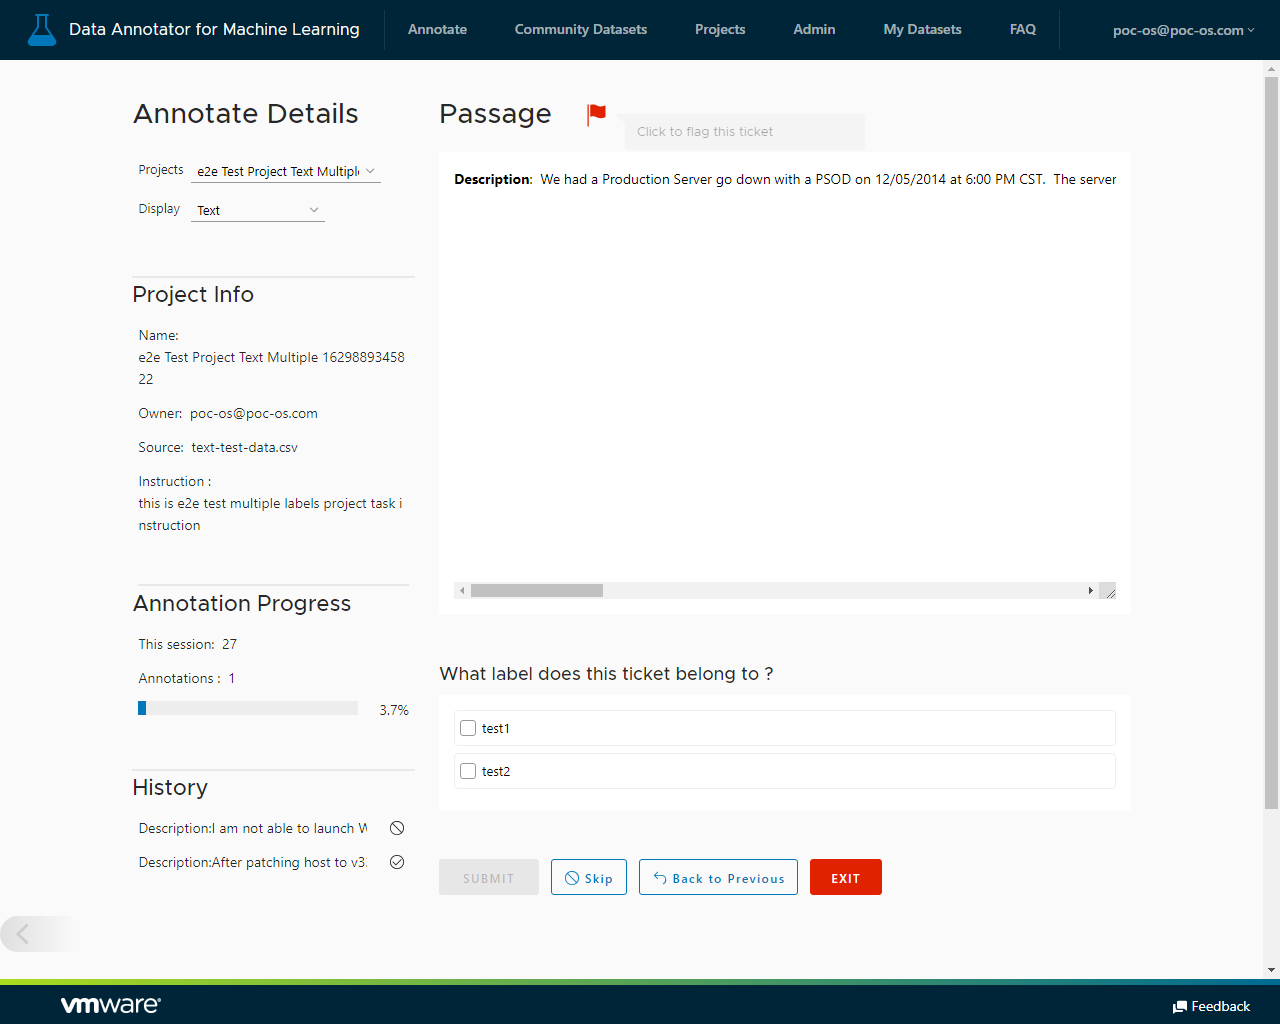 Data Annotator for Machine Learning
Annotate
Community Datasets
Projects
Admin
My Datasets
FAQ
poc-os@poc-os.com
Annotate Details
Projects
e2e Test Project Text Multipl
Display
Text
Project Info
Name:
e2e Test Project Text Multiple 16298893458
22
Owner: poc-os@poc-os.com
Source: text-test-data.csv
Instruction :
this is e2e test multiple labels project task i
nstruction
Annotation Progress
This session: 27
Annotations : 1
3.7%
History
Description:I am not able to launch W
Description:After patching host to v3
Passage
Click to flag this ticket
Description: We had a Production Server go down with a PSOD on 12/05/2014 at 6:00 PM CST. The server
What label does this ticket belong to ?
test1
test2
SUBMIT
Skip
Back to Previous
EXIT
vmware
Feedback